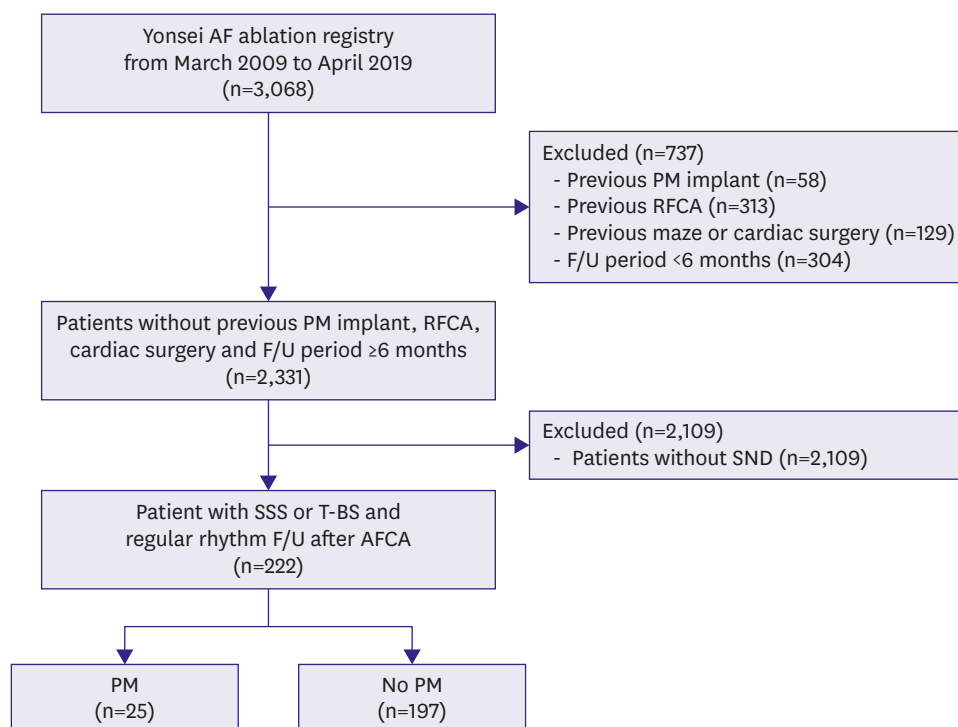 Yonsei AF ablation registry
from March 2009 to April 2019
(n=3,068)
Excluded (n=737)
- Previous PM implant (n=58)
- Previous RFCA (n=313)
- Previous maze or cardiac surgery (n=129)
- F/U period <6 months (n=304)
Patients without previous PM implant, RFCA,
cardiac surgery and F/U period ≥6 months
(n=2,331)
Excluded (n=2,109)
- Patients without SND (n=2,109)
Patient with SSS or T-BS and
regular rhythm F/U after AFCA
(n=222)
PM
(n=25)
No PM
(n=197)